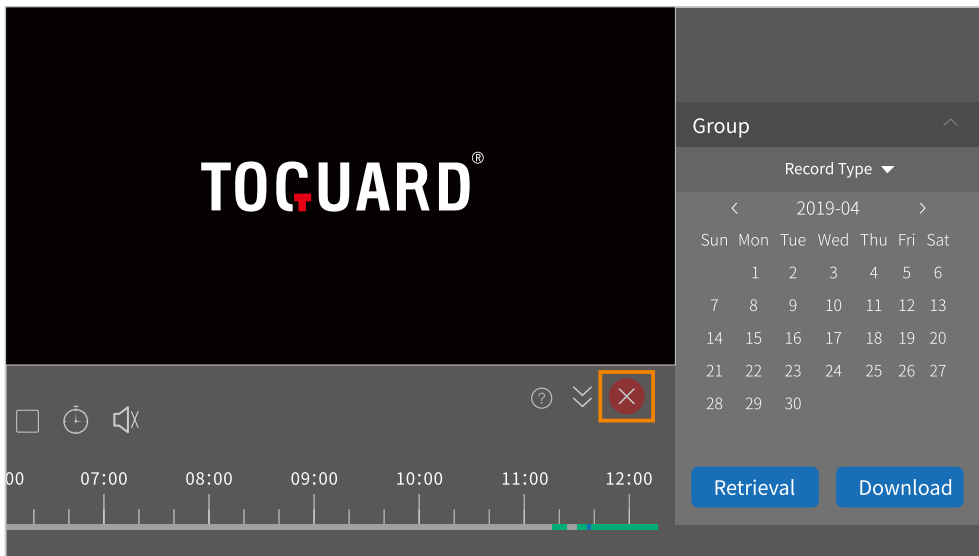 TOGUARD®
Group
Record Type
2019-04
Sun Mon Tue Wed Thu Fri Sat
1 2 3 4 5 6
7 8 9 10 11 12 13
14 15 16 17 18 19 20
21 22 23 24 25 26 27
28 29 30
?
00 07:00 08:00 09:00 10:00 11:00 12:00
Retrieval Download